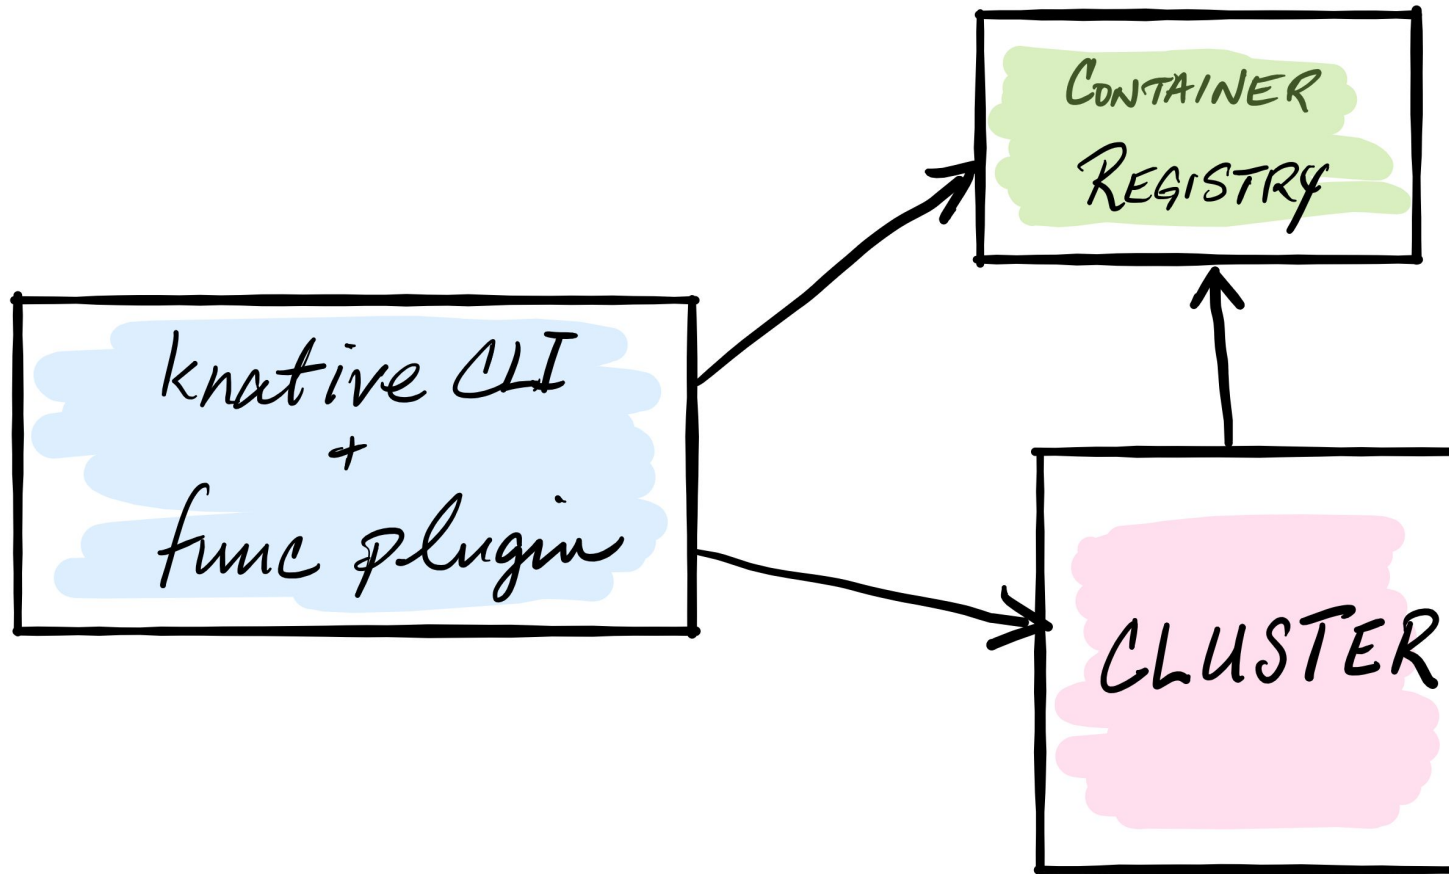 CONTAINER
REGISTRY
knative CLI
+
func plugin
CLUSTER